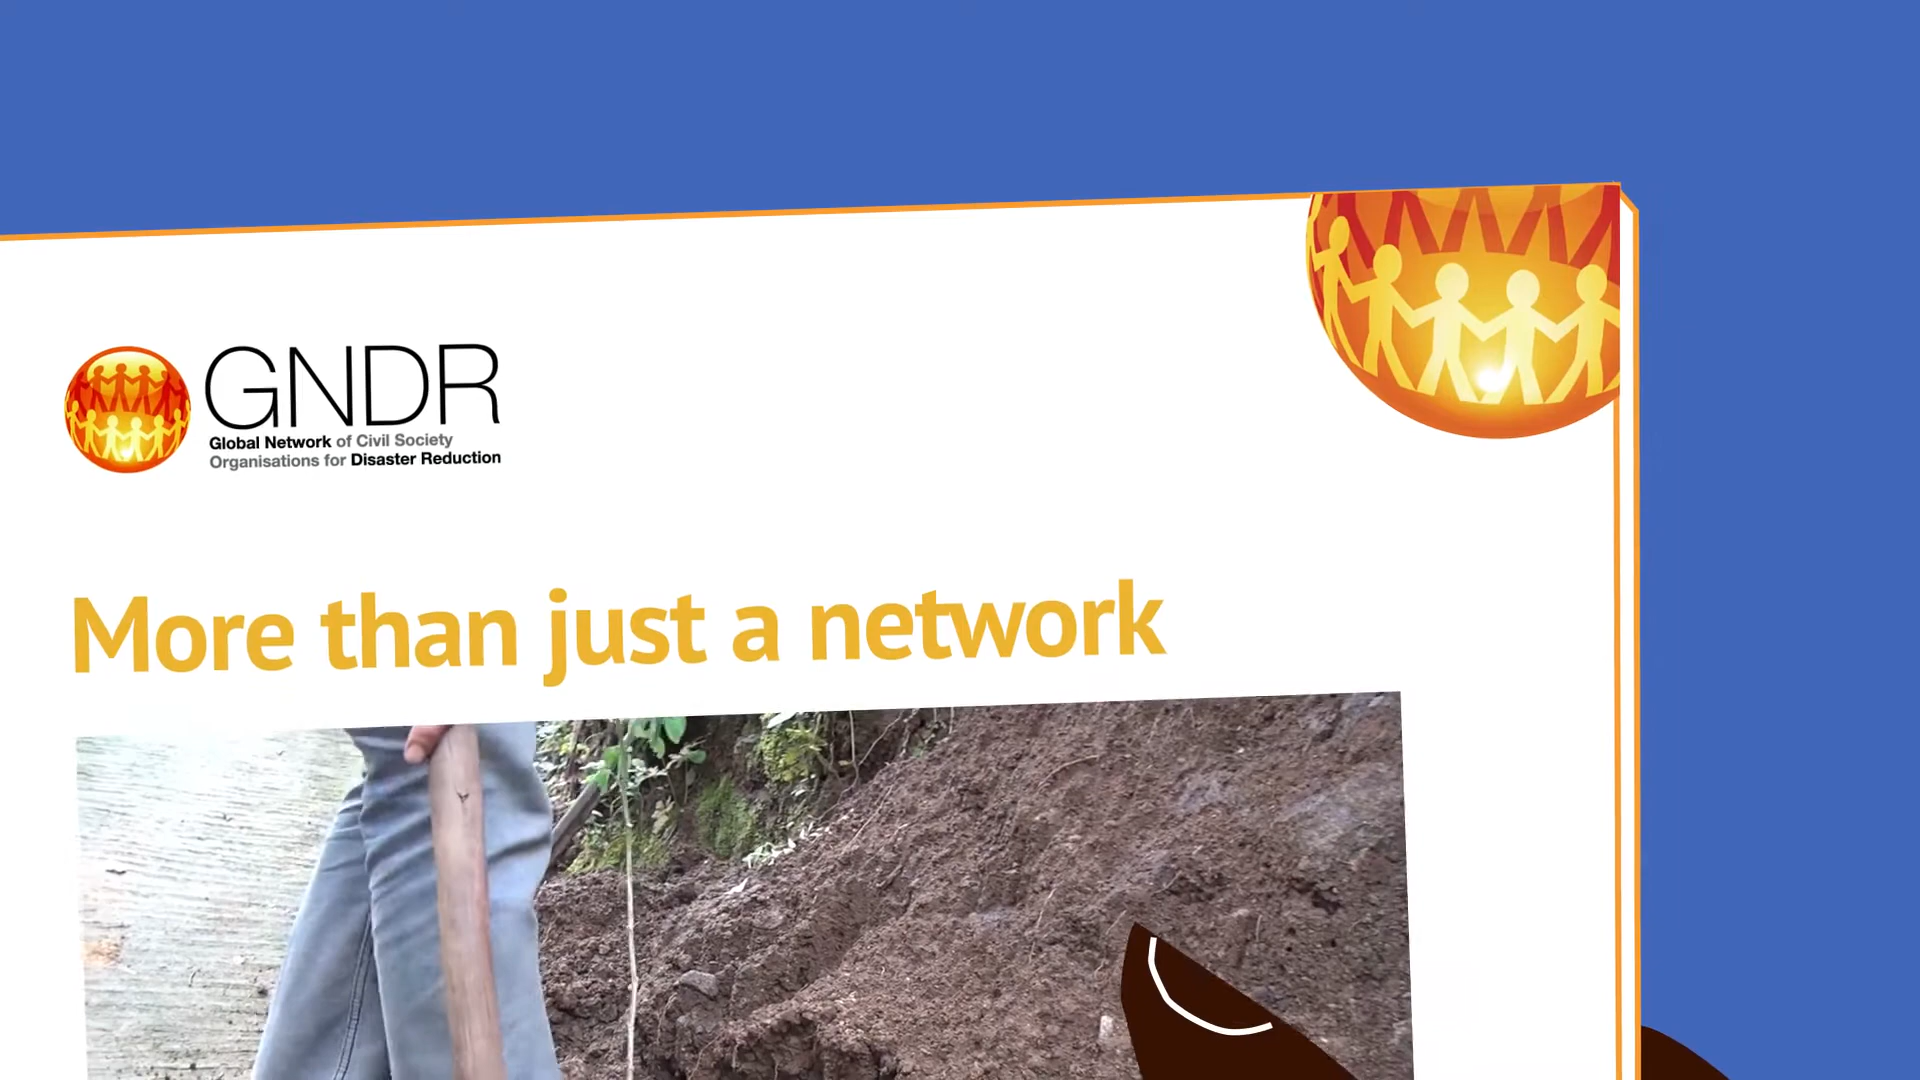 GNDR
Global Network of Civil Society
Organisations for Disaster Reduction
More than just a network